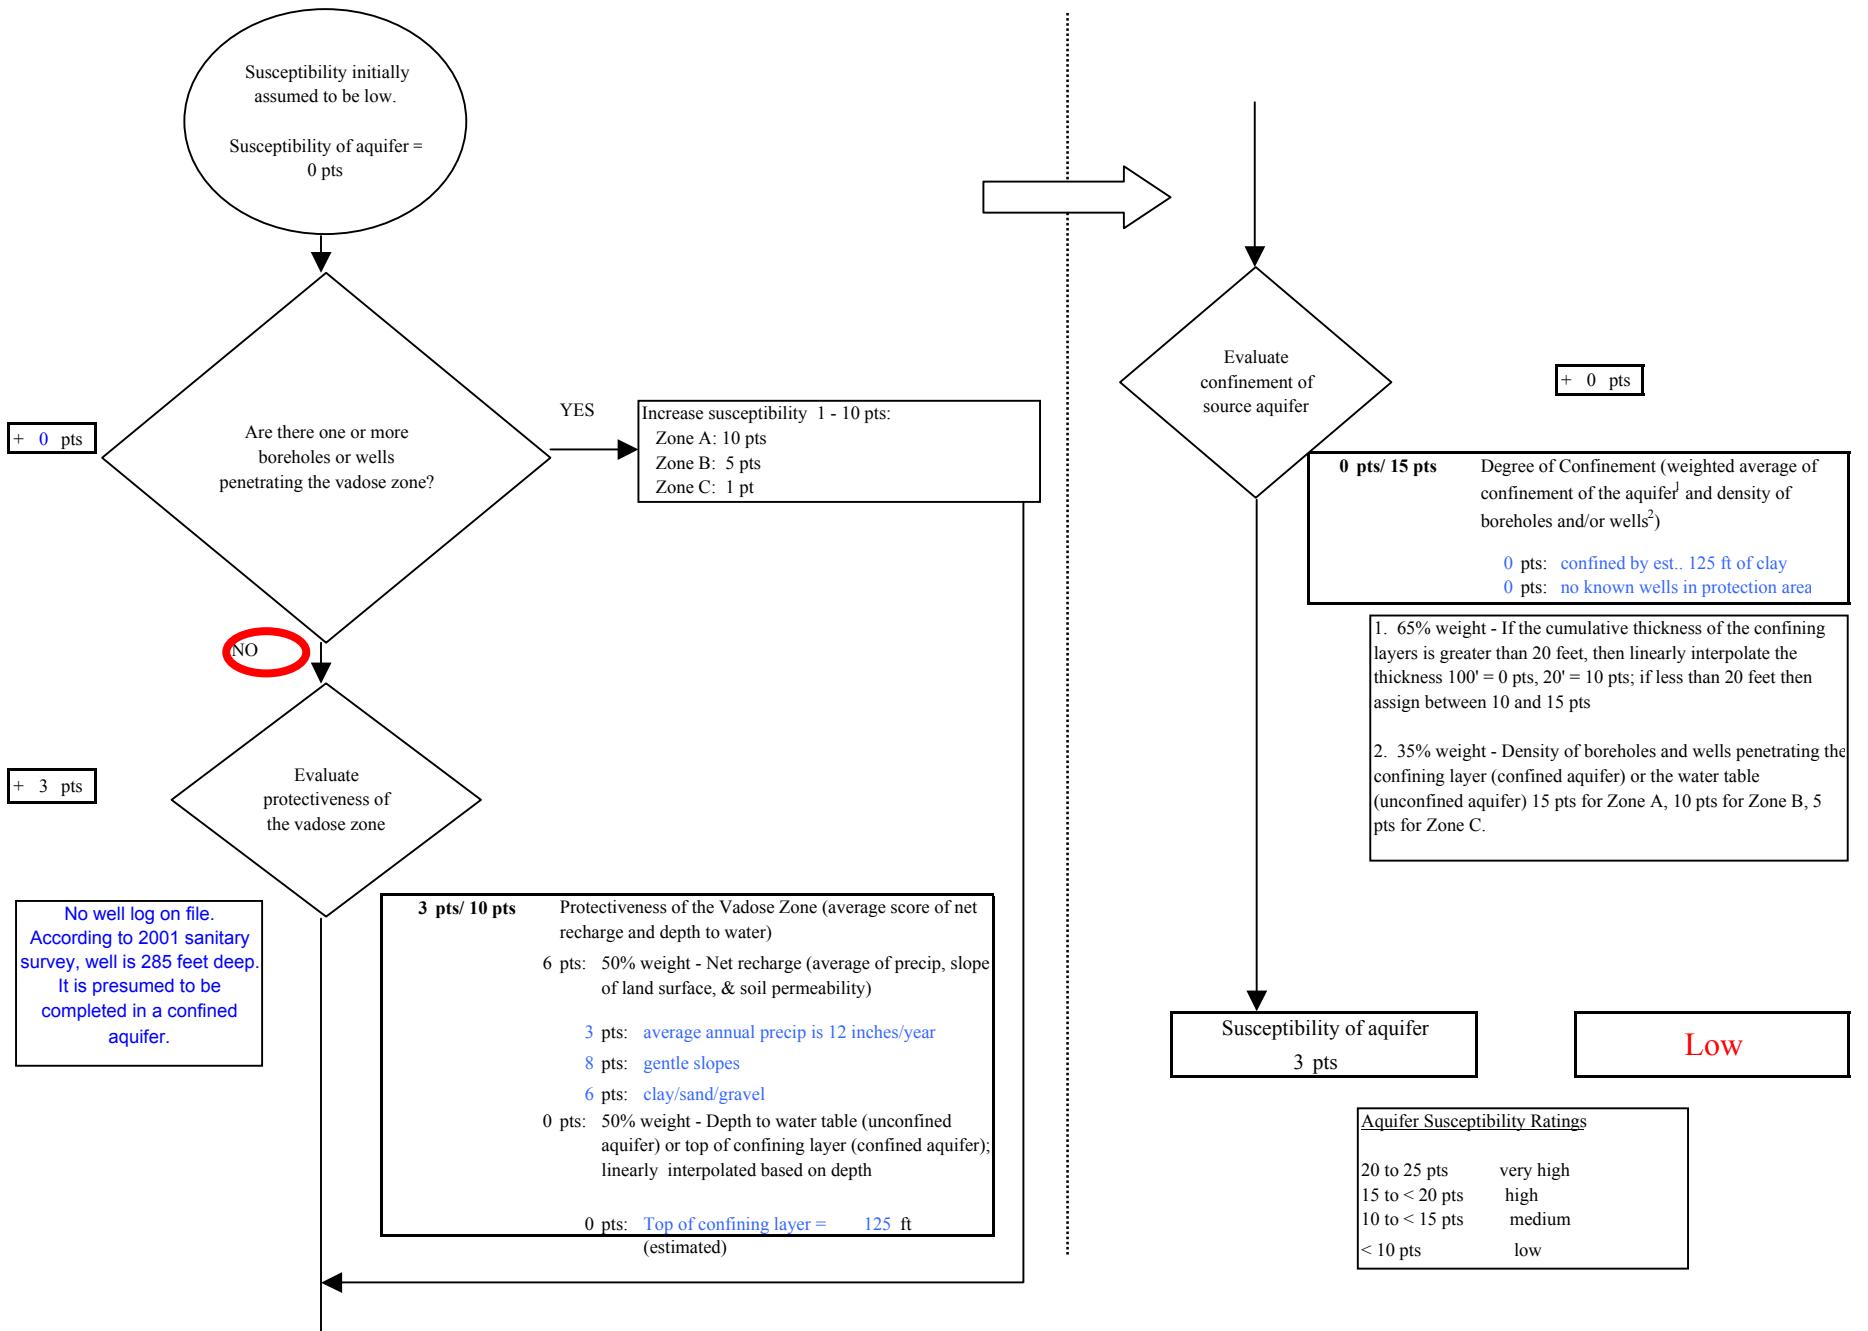 Susceptibility initially
assumed to be low.
Susceptibility of aquifer =
0 pts
+ 0 pts
Are there one or more
boreholes or wells
penetrating the vadose zone?
YES
Increase susceptibility 1 - 10 pts:
Zone A: 10 pts
Zone B: 5 pts
Zone C: 1 pt
NO
+ 3 pts
Evaluate
protectiveness of
the vadose zone
No well log on file.
According to 2001 sanitary
survey, well is 285 feet deep.
It is presumed to be
completed in a confined
aquifer.
3 pts/ 10 pts Protectiveness of the Vadose Zone (average score of net
recharge and depth to water)
6 pts: 50% weight - Net recharge (average of precip, slope
of land surface, & soil permeability)
3 pts: average annual precip is 12 inches/year
8 pts: gentle slopes
6 pts: clay/sand/gravel
0 pts: 50% weight - Depth to water table (unconfined
aquifer) or top of confining layer (confined aquifer);
linearly interpolated based on depth
0 pts: Top of confining layer = 125 ft
(estimated)
Evaluate
confinement of
source aquifer
+ 0 pts
0 pts/ 15 pts Degree of Confinement (weighted average of
confinement of the aquifer1 and density of
boreholes and/or wells2)
0 pts: confined by est.. 125 ft of clay
0 pts: no known wells in protection area
1. 65% weight - If the cumulative thickness of the confining
layers is greater than 20 feet, then linearly interpolate the
thickness 100' = 0 pts, 20' = 10 pts; if less than 20 feet then
assign between 10 and 15 pts
2. 35% weight - Density of boreholes and wells penetrating the
confining layer (confined aquifer) or the water table
(unconfined aquifer) 15 pts for Zone A, 10 pts for Zone B, 5
pts for Zone C.
Susceptibility of aquifer
3 pts
Low
Aquifer Susceptibility Ratings
20 to 25 pts very high
15 to < 20 pts high
10 to < 15 pts medium
< 10 pts low